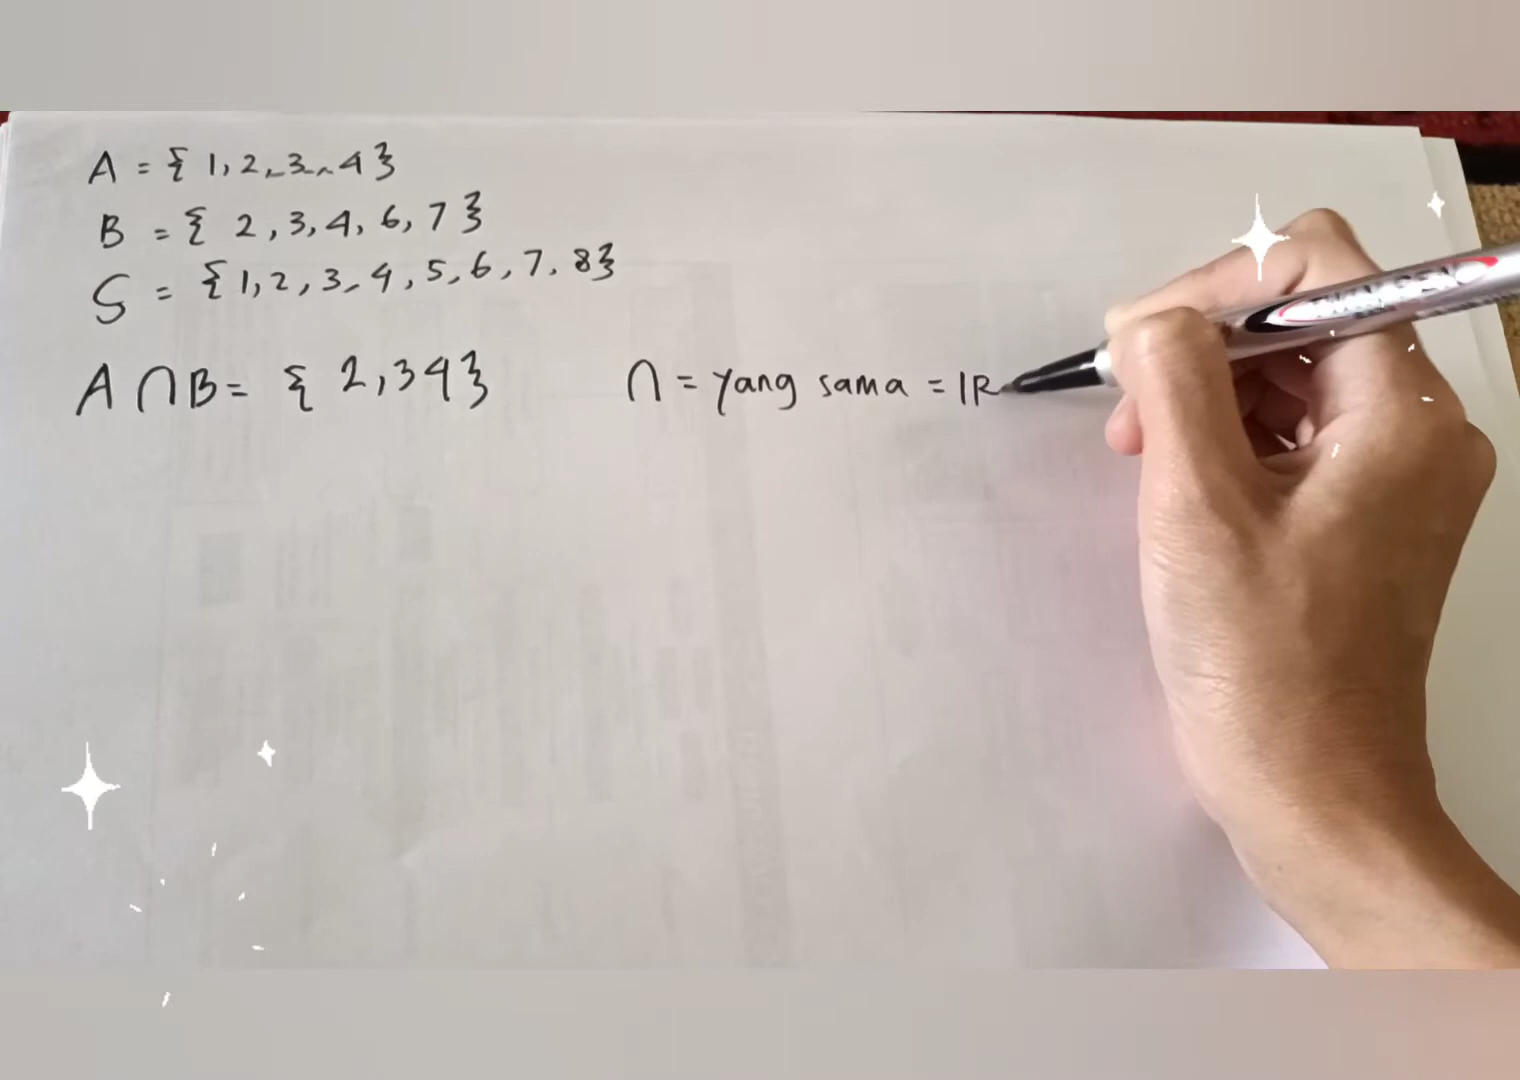 A = { 1, 2, 3, 4 }
B = { 2, 3, 4, 6, 7 }
S = { 1, 2, 3, 4, 5, 6, 7, 8 }
A ∩ B = { 2, 3 4 }
∩ = yang sama = IR